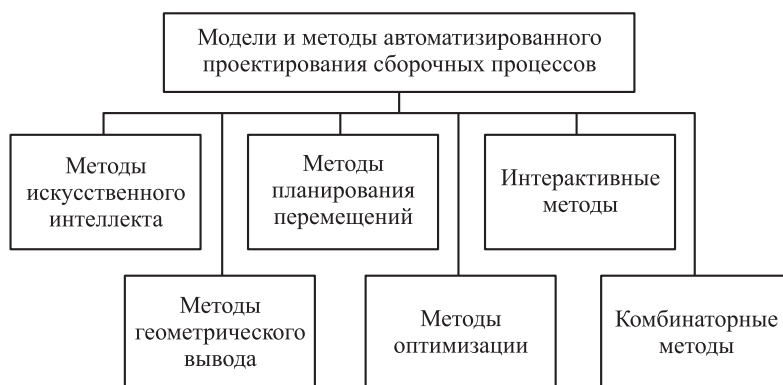 Модели и методы автоматизированного
проектирования сборочных процессов
Методы
искусственного
интеллекта
Методы
планирования
перемещений
Интерактивные
методы
Методы
геометрического
вывода
Методы
оптимизации
Комбинаторные
методы